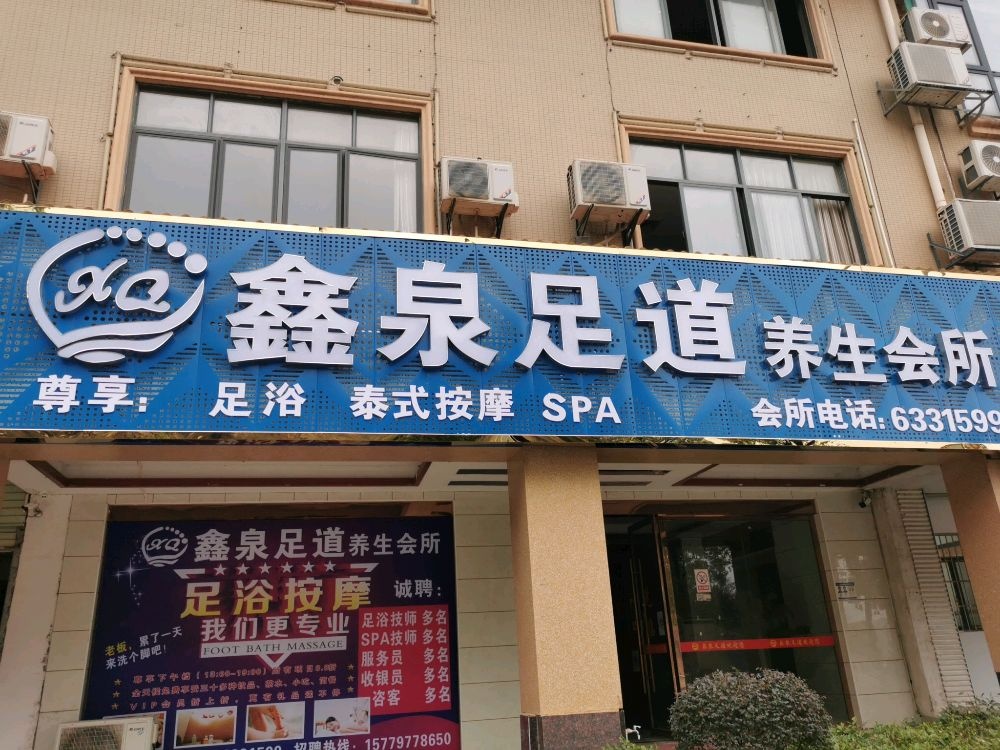 XQ
鑫泉足道 养生会所
尊享： 足浴 泰式按摩 SPA 会所电话:6331599
XQ 鑫泉足道养生会所
足浴按摩
我们更专业
FOOT BATH MASSAGE
老板，累了一天
来洗个脚吧！
诚聘：
足浴技师 多名
SPA技师 多名
服务员 多名
收银员 多名
咨客 多名
招聘热线：15779778650